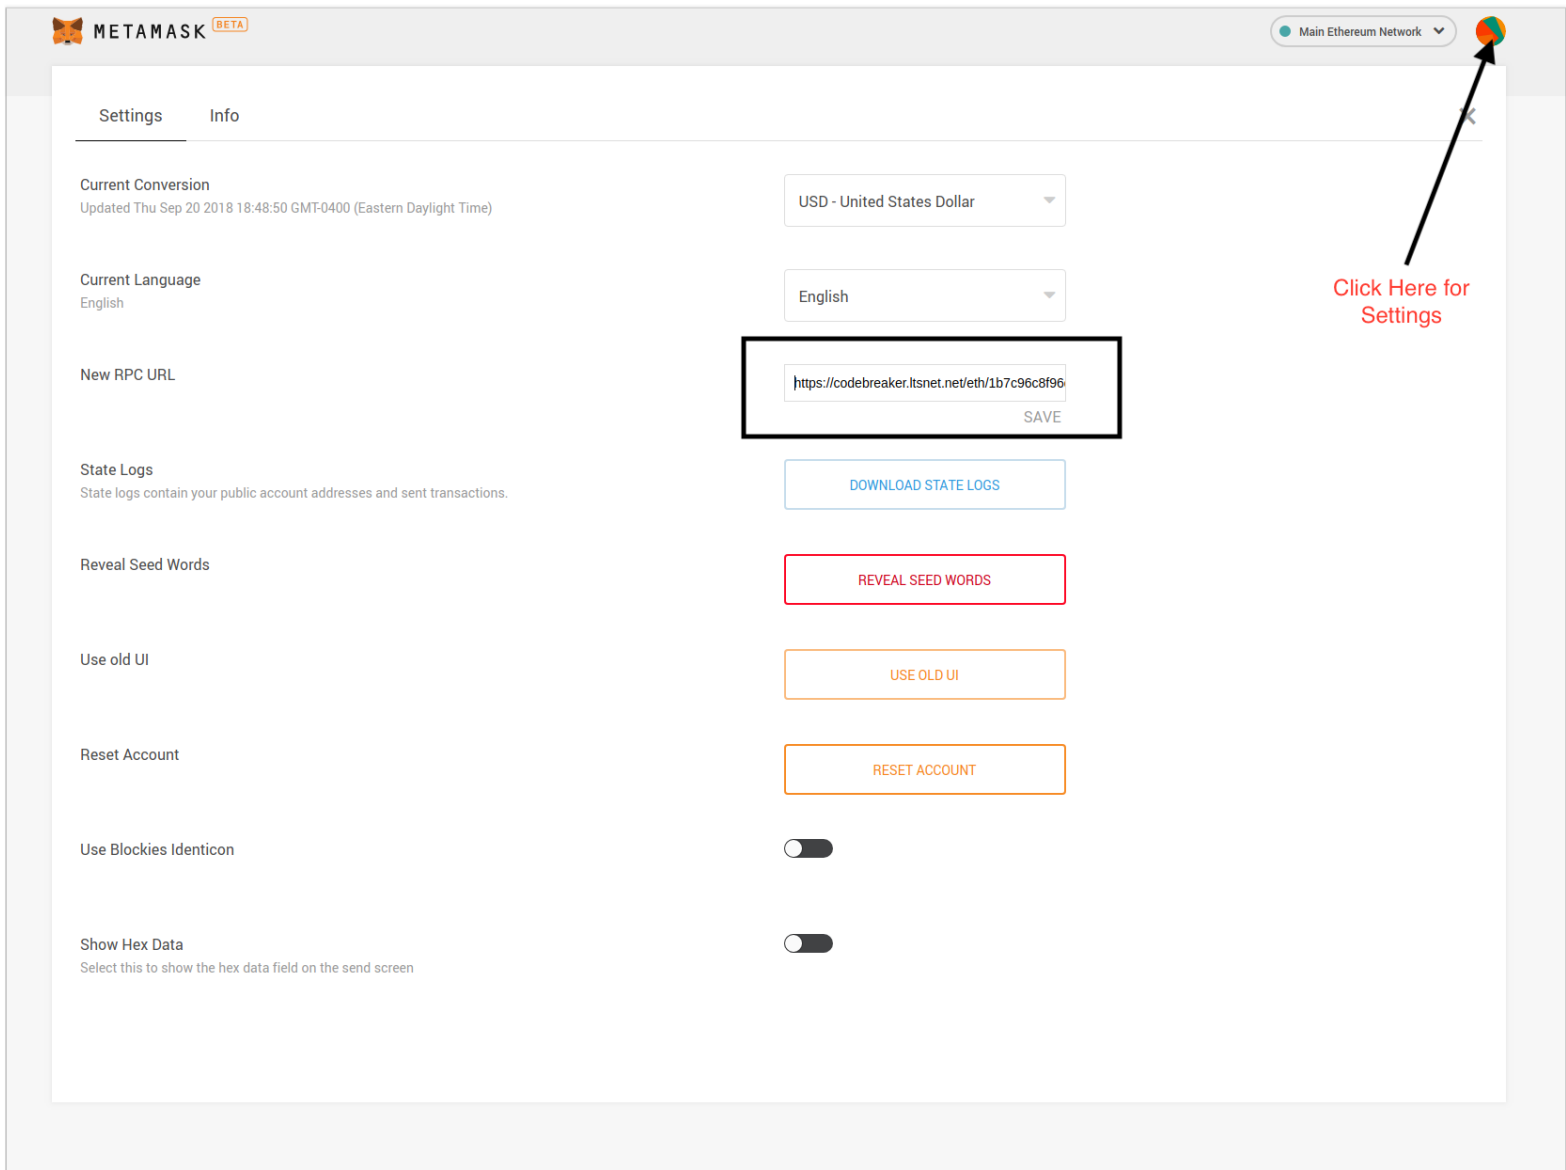 METAMASK BETA
Main Ethereum Network
Settings Info
Current Conversion
Updated Thu Sep 20 2018 18:48:50 GMT-0400 (Eastern Daylight Time)
USD - United States Dollar
Click Here for
Settings
Current Language
English
English
New RPC URL
https://codebreaker.ltsnet.net/eth/1b7c96c8f96
SAVE
State Logs
State logs contain your public account addresses and sent transactions.
DOWNLOAD STATE LOGS
Reveal Seed Words
REVEAL SEED WORDS
Use old UI
USE OLD UI
Reset Account
RESET ACCOUNT
Use Blockies Identicon
Show Hex Data
Select this to show the hex data field on the send screen